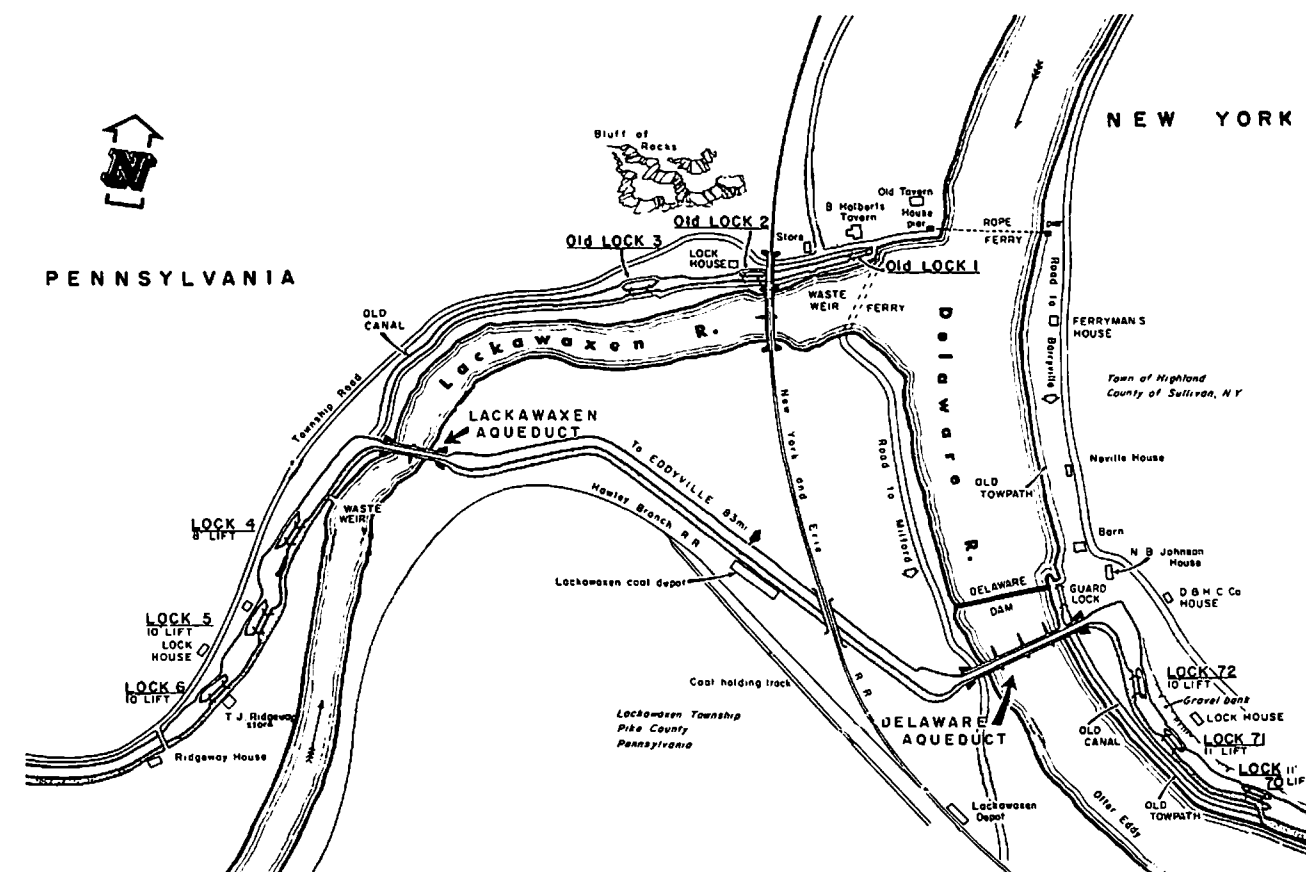 N
NEW YORK
PENNSYLVANIA
Bluff of
Rocks
Old Tavern
B Holberts
Tavern
House
pier
ROPE
FERRY
pier
Old LOCK 2
Old LOCK 3
LOCK
HOUSE
Store
Old LOCK 1
WASTE
WEIR
FERRY
OLD
CANAL
Lackawaxen R.
Delaware R.
Road to Barryville
FERRYMANS
HOUSE
Town of Highland
County of Sullivan, N Y
Township Road
LACKAWAXEN
AQUEDUCT
To EDDYVILLE 83mi
Hawley Branch R R
New York and Erie R R
Road to Milford
OLD
TOWPATH
Neville House
Barn
N B Johnson
House
LOCK 4
8' LIFT
WASTE
WEIR
Lackawaxen coal depot
DELAWARE
DAM
GUARD
LOCK
D & H C Co
HOUSE
LOCK 5
10' LIFT
LOCK
HOUSE
LOCK 6
10' LIFT
T J Ridgeway
store
Ridgeway House
Coal holding track
Lackawaxen Township
Pike County
Pennsylvania
DELAWARE
AQUEDUCT
LOCK 72
10' LIFT
Gravel bank
LOCK HOUSE
LOCK 71
11' LIFT
OLD
CANAL
LOCK 11'
70 LIF
OLD
TOWPATH
Otter Eddy
Lackawaxen
Depot